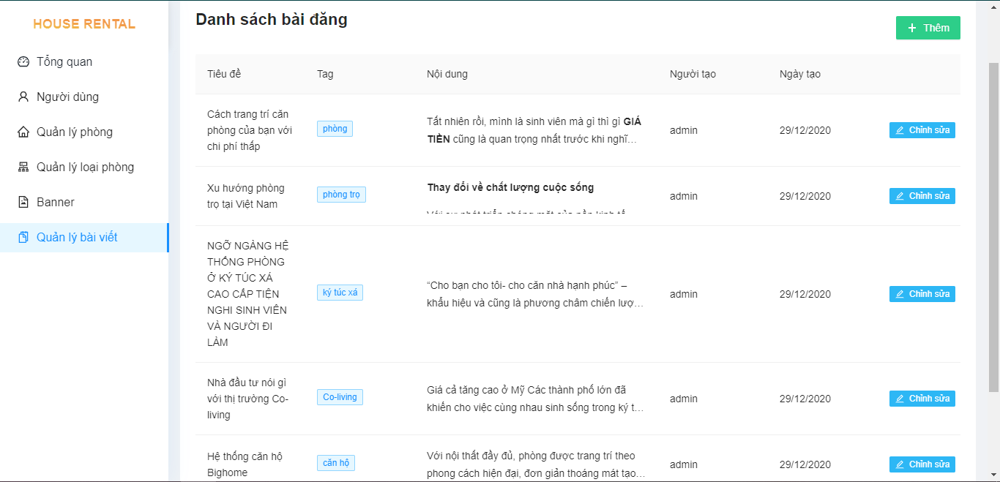 HOUSE RENTAL
Tổng quan
Người dùng
Quản lý phòng
Quản lý loại phòng
Banner
Quản lý bài viết
Danh sách bài đăng
+ Thêm
Tiêu đề
Tag
Nội dung
Người tạo
Ngày tạo
Cách trang trí căn
phòng của bạn với
chi phí thấp
phòng
Tất nhiên rồi, mình là sinh viên mà gì thì gì GIÁ
TIỀN cũng là quan trọng nhất trước khi nghĩ…
admin
29/12/2020
Chỉnh sửa
Xu hướng phòng
trọ tại Việt Nam
phòng trọ
Thay đổi về chất lượng cuộc sống
Với sự phát triển chóng mặt của nền kinh tế
admin
29/12/2020
Chỉnh sửa
NGỠ NGÀNG HỆ
THỐNG PHÒNG
Ở KÝ TÚC XÁ
CAO CẤP TIỆN
NGHI SINH VIÊN
VÀ NGƯỜI ĐI
LÀM
ký túc xá
“Cho bạn cho tôi- cho căn nhà hạnh phúc” –
khẩu hiệu và cũng là phương châm chiến lượ…
admin
29/12/2020
Chỉnh sửa
Nhà đầu tư nói gì
với thị trường Co-
living
Co-living
Giá cả tăng cao ở Mỹ Các thành phố lớn đã
khiến cho việc cùng nhau sinh sống trong ký t…
admin
29/12/2020
Chỉnh sửa
Hệ thống căn hộ
Bighome
căn hộ
Với nội thất đầy đủ, phòng được trang trí theo
phong cách hiện đại, đơn giản thoáng mát tạo…
admin
29/12/2020
Chỉnh sửa